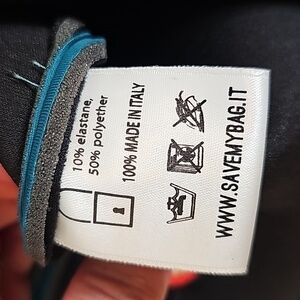 10% elastane,
50% polyether
100% MADE IN ITALY
WWW.SAVEMYBAG.IT